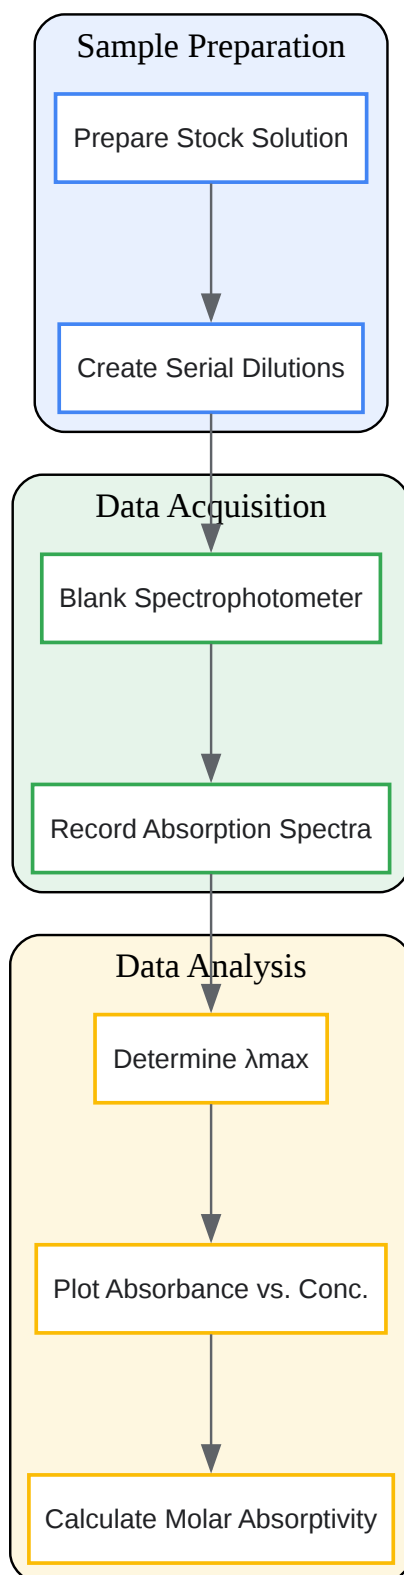 Sample Preparation
Prepare Stock Solution
Create Serial Dilutions
Data Acquisition
Blank Spectrophotometer
Record Absorption Spectra
Data Analysis
Determine λmax
Plot Absorbance vs. Conc.
Calculate Molar Absorptivity